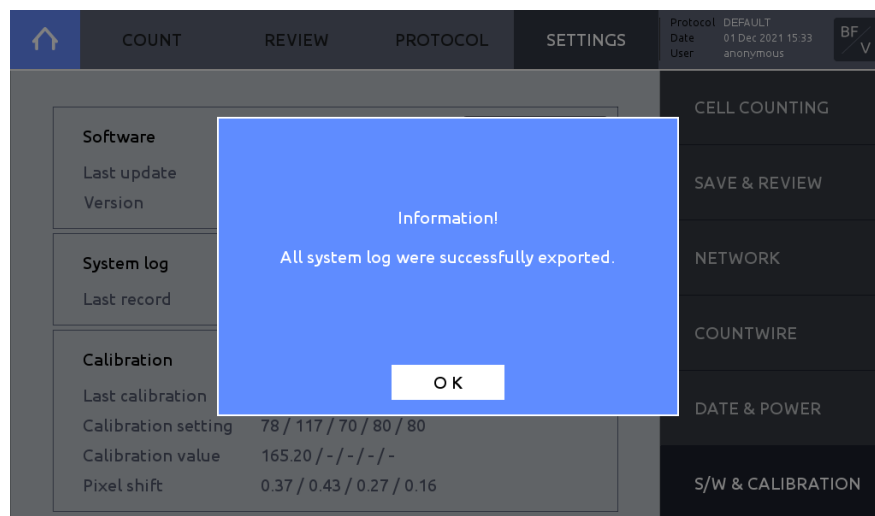 COUNT REVIEW PROTOCOL SETTINGS
Protocol DEFAULT
Date 01 Dec 2021 15:33
User anonymous
BF/V
Software
Last update
Version
System log
Last record
Calibration
Last calibration
Calibration setting 78 / 117 / 70 / 80 / 80
Calibration value 165.20 / - / - / - / -
Pixel shift 0.37 / 0.43 / 0.27 / 0.16
Information!
All system log were successfully exported.
O K
CELL COUNTING
SAVE & REVIEW
NETWORK
COUNTWIRE
DATE & POWER
S/W & CALIBRATION